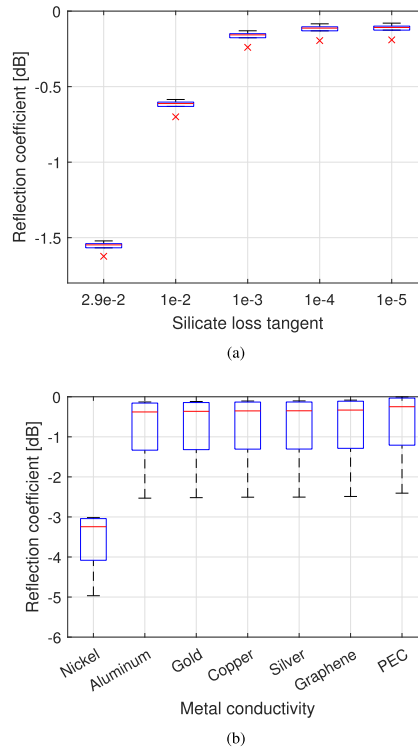 0
-0.5
-1
-1.5
Reflection coefficient [dB]
2.9e-2 1e-2 1e-3 1e-4 1e-5
Silicate loss tangent
(a)
0
-1
-2
-3
-4
-5
-6
Reflection coefficient [dB]
Nickel Aluminum Gold Copper Silver Graphene PEC
Metal conductivity
(b)